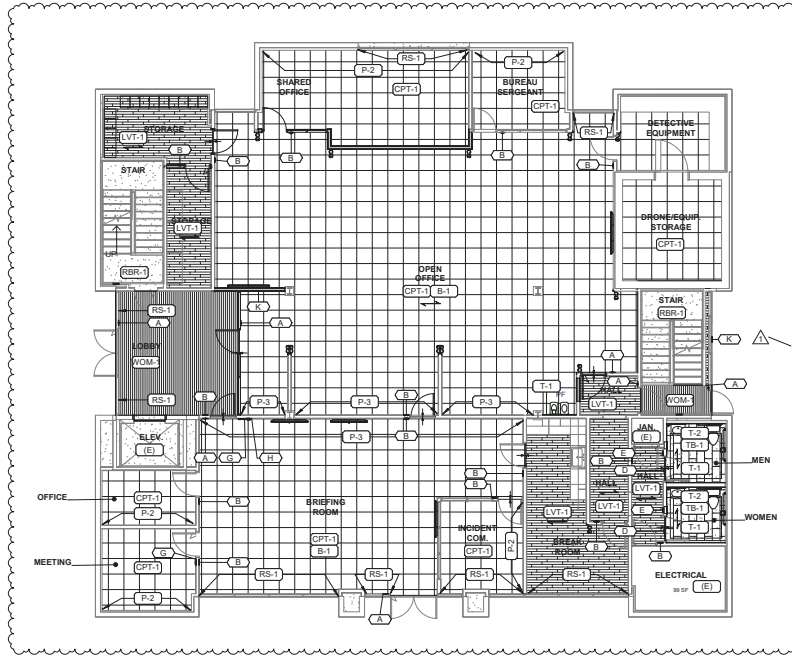 RS-1
P-2
P-2
SHARED
OFFICE
BUREAU
SERGEANT
CPT-1
CPT-1
STORAGE
LVT-1
RS-1
DETECTIVE
EQUIPMENT
B
B
B
B
B
STAIR
STORAGE
LVT-1
DRONE/EQUIP.
STORAGE
CPT-1
UP
RBR-1
OPEN
OFFICE
CPT-1
B-1
STAIR
RBR-1
RS-1
K
A
A
K
1
LOBBY
WOM-1
A
A
A
T-1
HALL
LVT-1
WOM-1
RS-1
B
P-3
P-3
B
P-3
P-3
B
ELEV.
(E)
A
G
H
JAN.
(E)
T-2
TB-1
T-1
MEN
E
B
D
B
B
OFFICE
CPT-1
P-2
B
BRIEFING
ROOM
HALL
LVT-1
HALL
LVT-1
T-2
TB-1
T-1
WOMEN
E
D
LVT-1
INCIDENT
COM.
CPT-1
P-2
BREAK
ROOM
B
B
G
B
CPT-1
B-1
MEETING
CPT-1
P-2
RS-1
RS-1
RS-1
RS-1
ELECTRICAL
99 SF
(E)
A